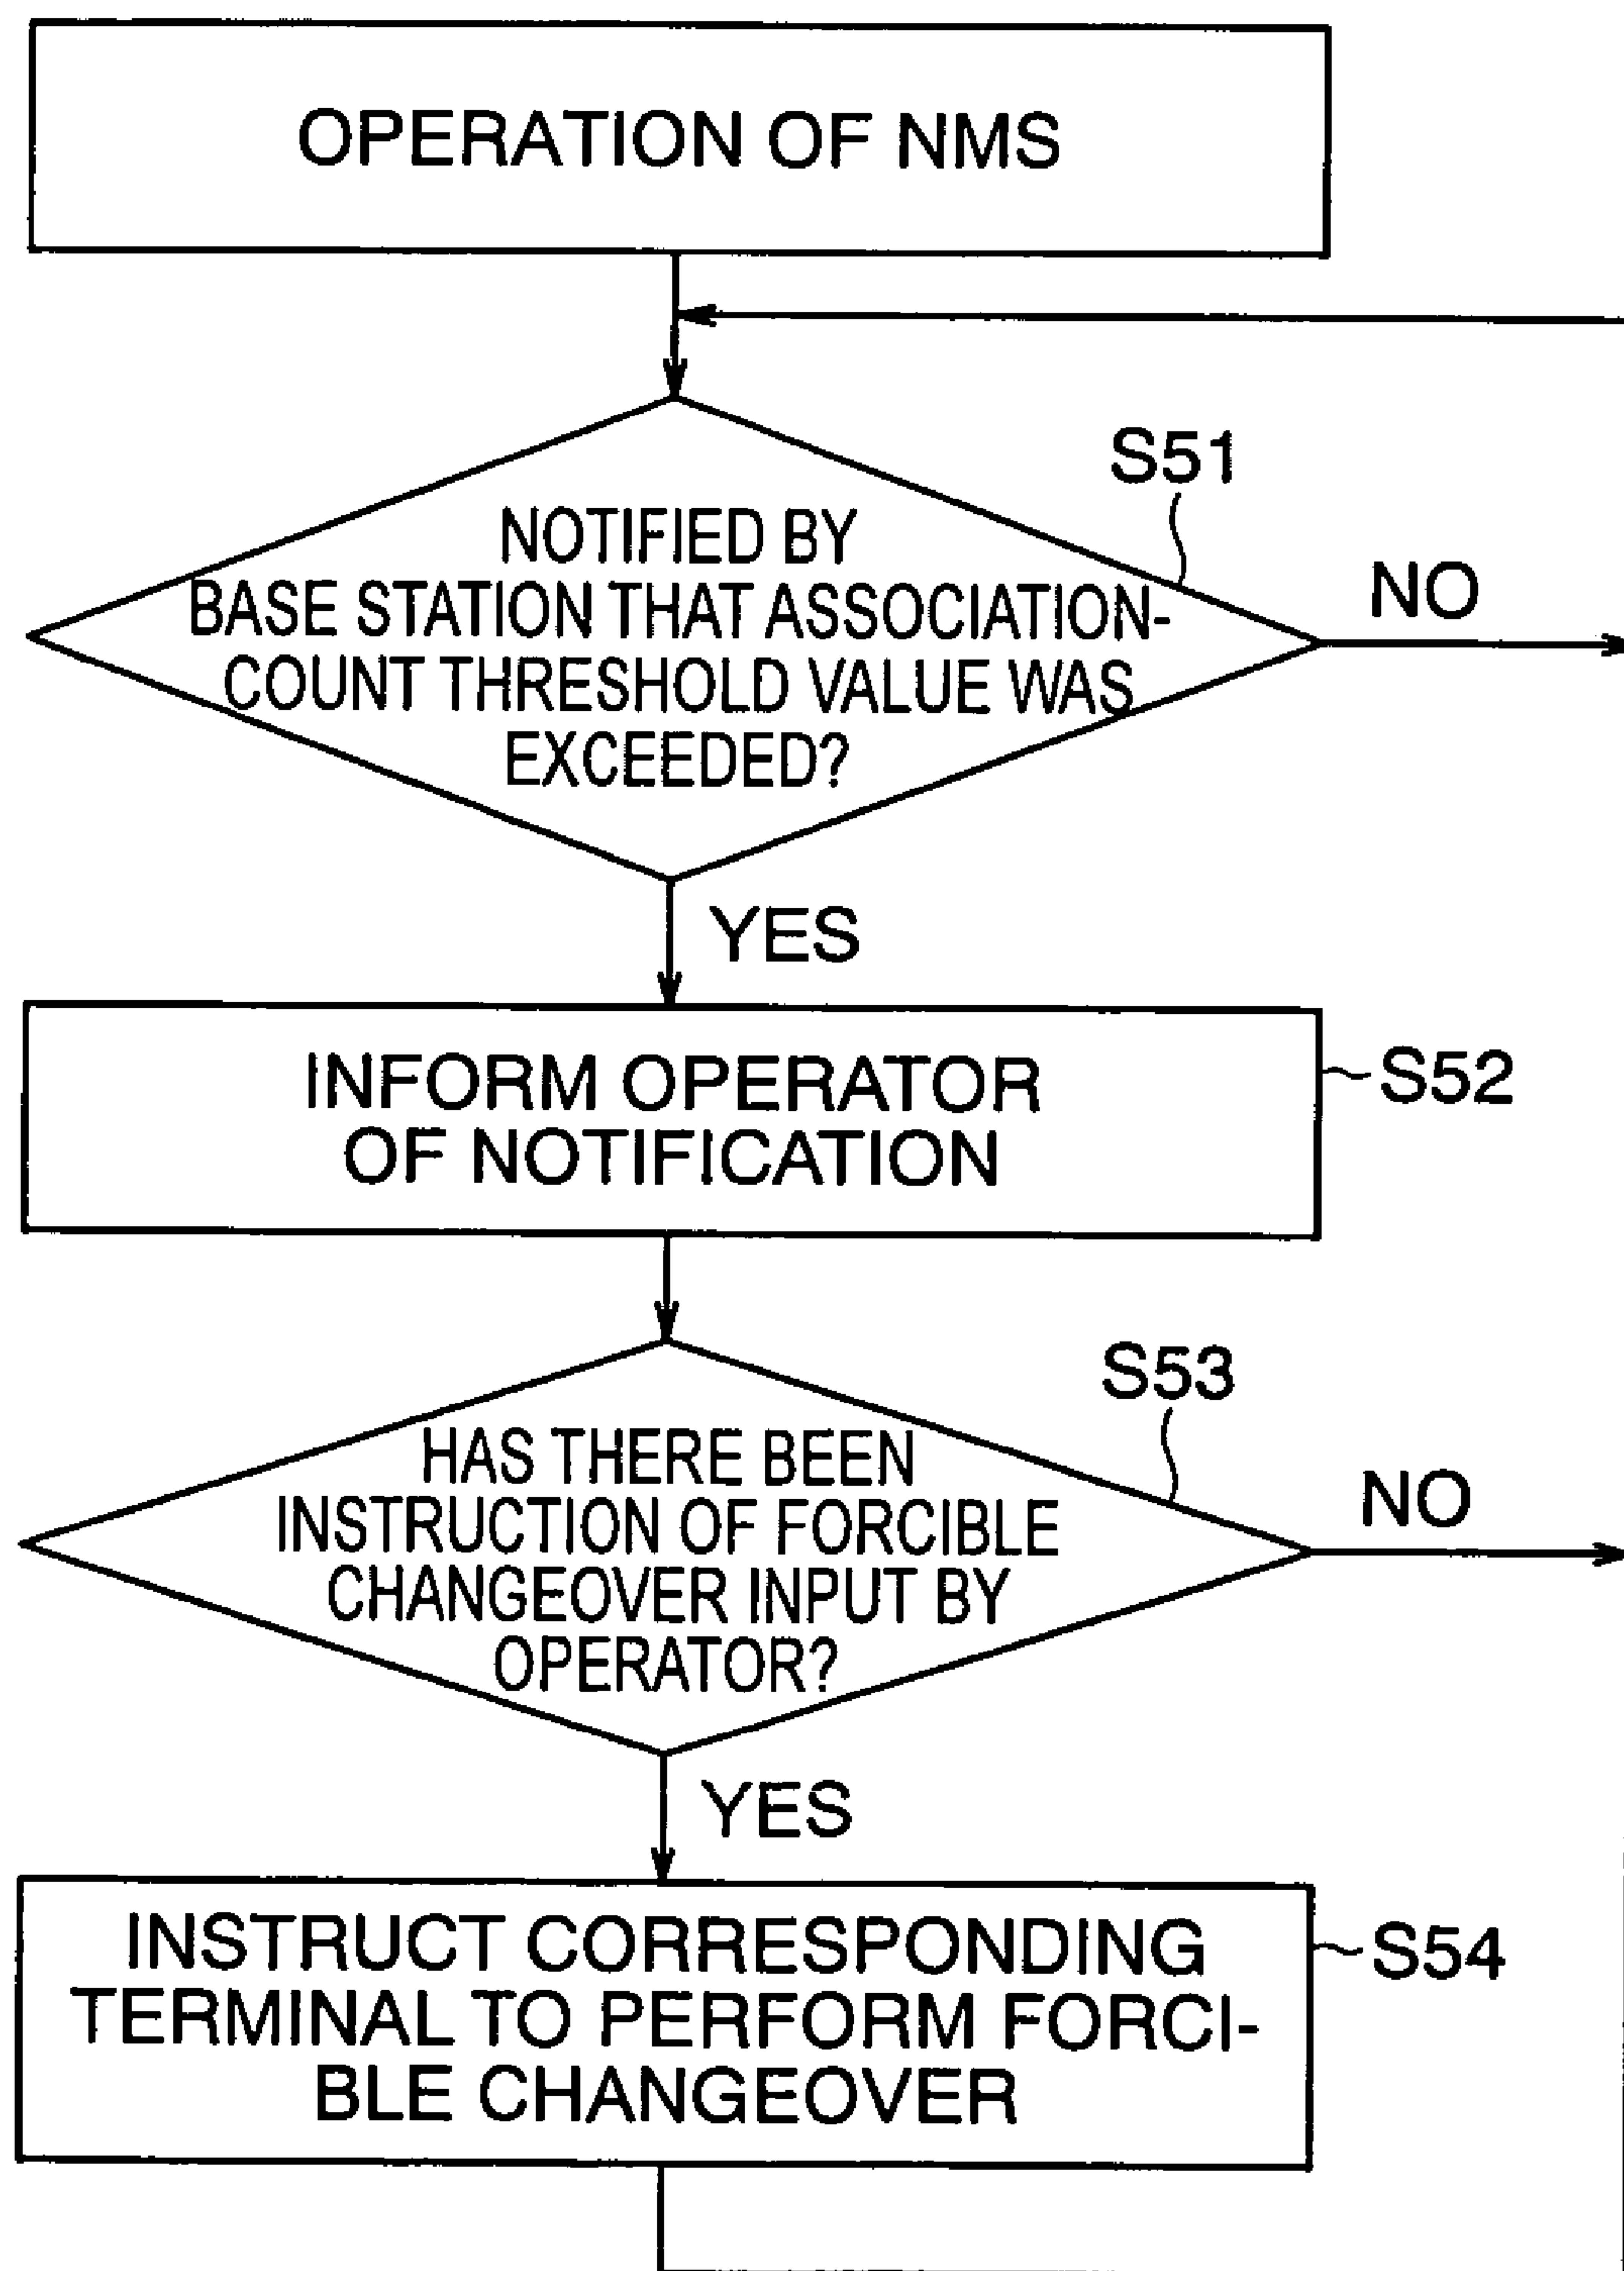 OPERATION OF NMS
S51
NOTIFIED BY
BASE STATION THAT ASSOCIATION-
COUNT THRESHOLD VALUE WAS
EXCEEDED?
NO
YES
INFORM OPERATOR
OF NOTIFICATION
S52
S53
HAS THERE BEEN
INSTRUCTION OF FORCIBLE
CHANGEOVER INPUT BY
OPERATOR?
NO
YES
INSTRUCT CORRESPONDING
TERMINAL TO PERFORM FORCI-
BLE CHANGEOVER
S54